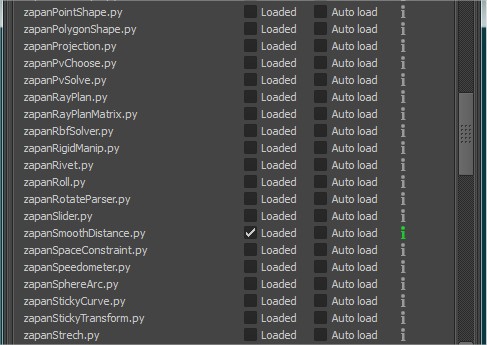 zapanPointShape.py Loaded Auto load
zapanPolygonShape.py Loaded Auto load
zapanProjection.py Loaded Auto load
zapanPvChoose.py Loaded Auto load
zapanPvSolve.py Loaded Auto load
zapanRayPlan.py Loaded Auto load
zapanRayPlanMatrix.py Loaded Auto load
zapanRbfSolver.py Loaded Auto load
zapanRigidManip.py Loaded Auto load
zapanRivet.py Loaded Auto load
zapanRoll.py Loaded Auto load
zapanRotateParser.py Loaded Auto load
zapanSlider.py Loaded Auto load
zapanSmoothDistance.py Loaded Auto load
zapanSpaceConstraint.py Loaded Auto load
zapanSpeedometer.py Loaded Auto load
zapanSphereArc.py Loaded Auto load
zapanStickyCurve.py Loaded Auto load
zapanStickyTransform.py Loaded Auto load
zapanStrech.py Loaded Auto load